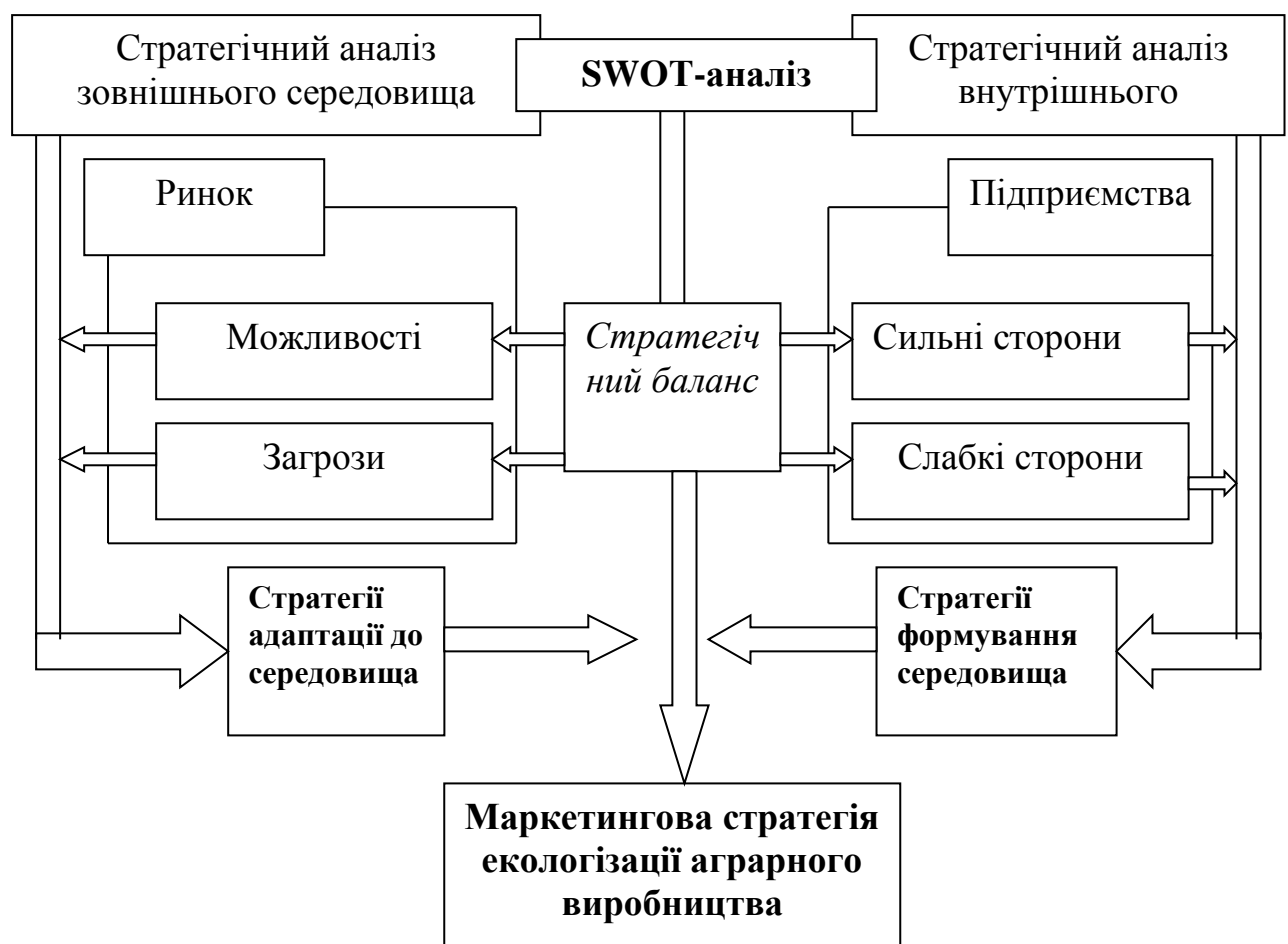 Стратегічний аналіз
зовнішнього середовища
SWOT-аналіз
Стратегічний аналіз
внутрішнього
Ринок
Підприємства
Можливості
Стратегіч
ний баланс
Сильні сторони
Загрози
Слабкі сторони
Стратегії
адаптації до
середовища
Стратегії
формування
середовища
Маркетингова стратегія
екологізації аграрного
виробництва